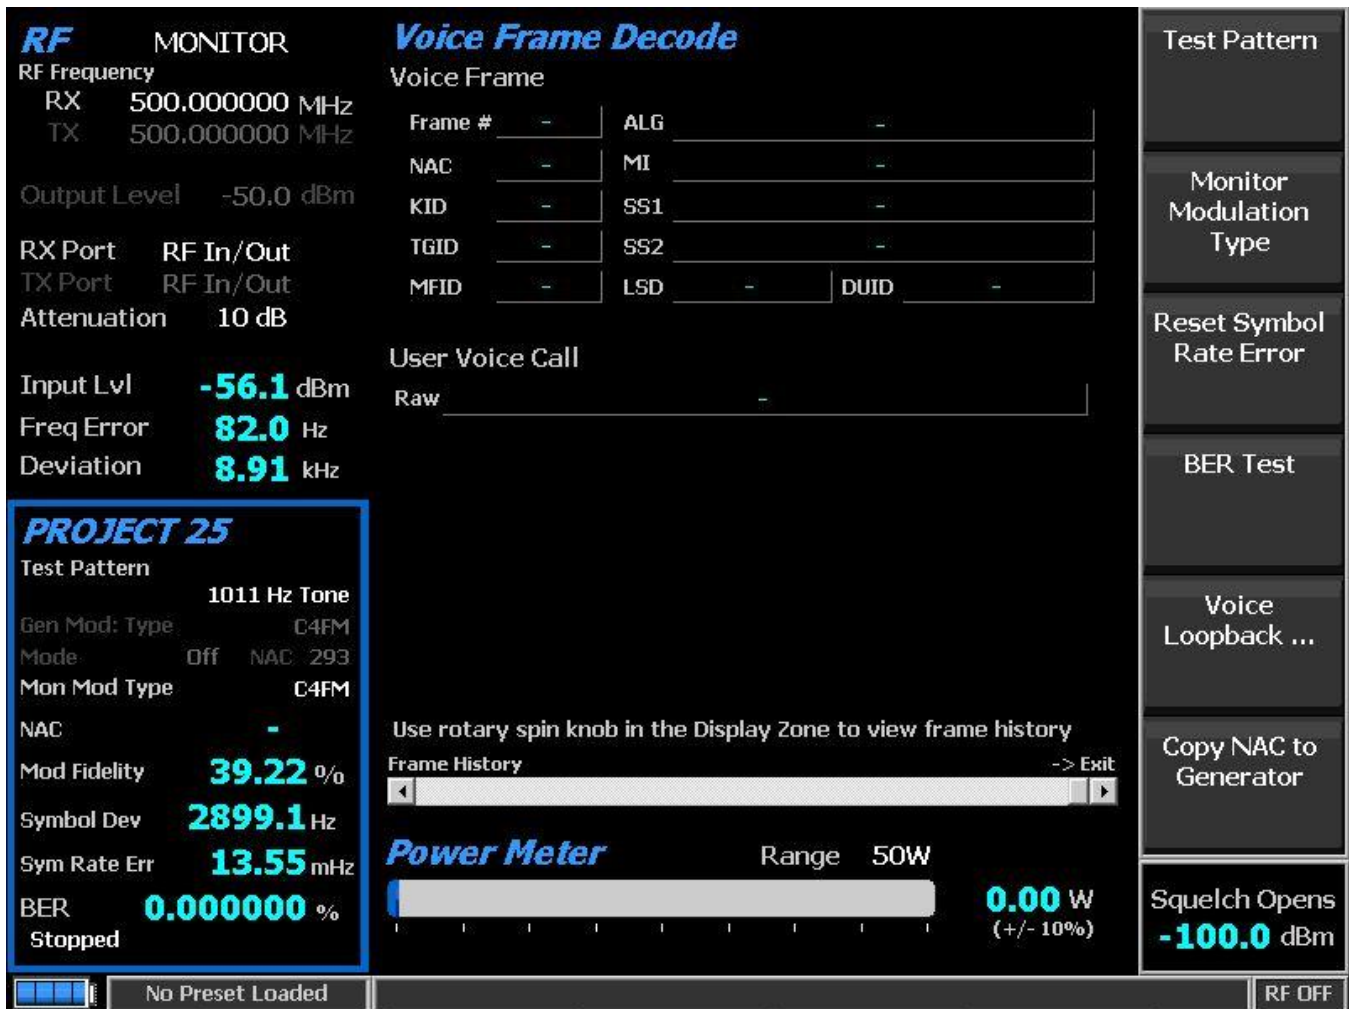 RF MONITOR
RF Frequency
RX 500.000000 MHz
TX 500.000000 MHz
Output Level -50.0 dBm
RX Port RF In/Out
TX Port RF In/Out
Attenuation 10 dB
Input Lvl -56.1 dBm
Freq Error 82.0 Hz
Deviation 8.91 kHz
PROJECT 25
Test Pattern
1011 Hz Tone
Gen Mod: Type C4FM
Mode Off NAC 293
Mon Mod Type C4FM
NAC -
Mod Fidelity 39.22 %
Symbol Dev 2899.1 Hz
Sym Rate Err 13.55 mHz
BER 0.000000 %
Stopped
Voice Frame Decode
Voice Frame
Frame # - ALG -
NAC - MI -
KID - SS1 -
TGID - SS2 -
MFID - LSD - DUID -
User Voice Call
Raw -
Use rotary spin knob in the Display Zone to view frame history
Frame History -> Exit
Power Meter Range 50W
0.00 W
(+/- 10%)
Test Pattern
Monitor
Modulation
Type
Reset Symbol
Rate Error
BER Test
Voice
Loopback ...
Copy NAC to
Generator
Squelch Opens
-100.0 dBm
No Preset Loaded
RF OFF